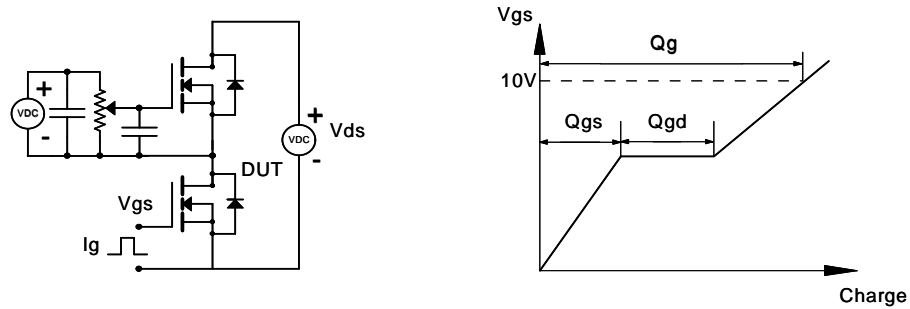 +
VDC
-
+
VDC
-
Vds
DUT
Vgs
Ig
Vgs
Qg
10V
Qgs
Qgd
Charge